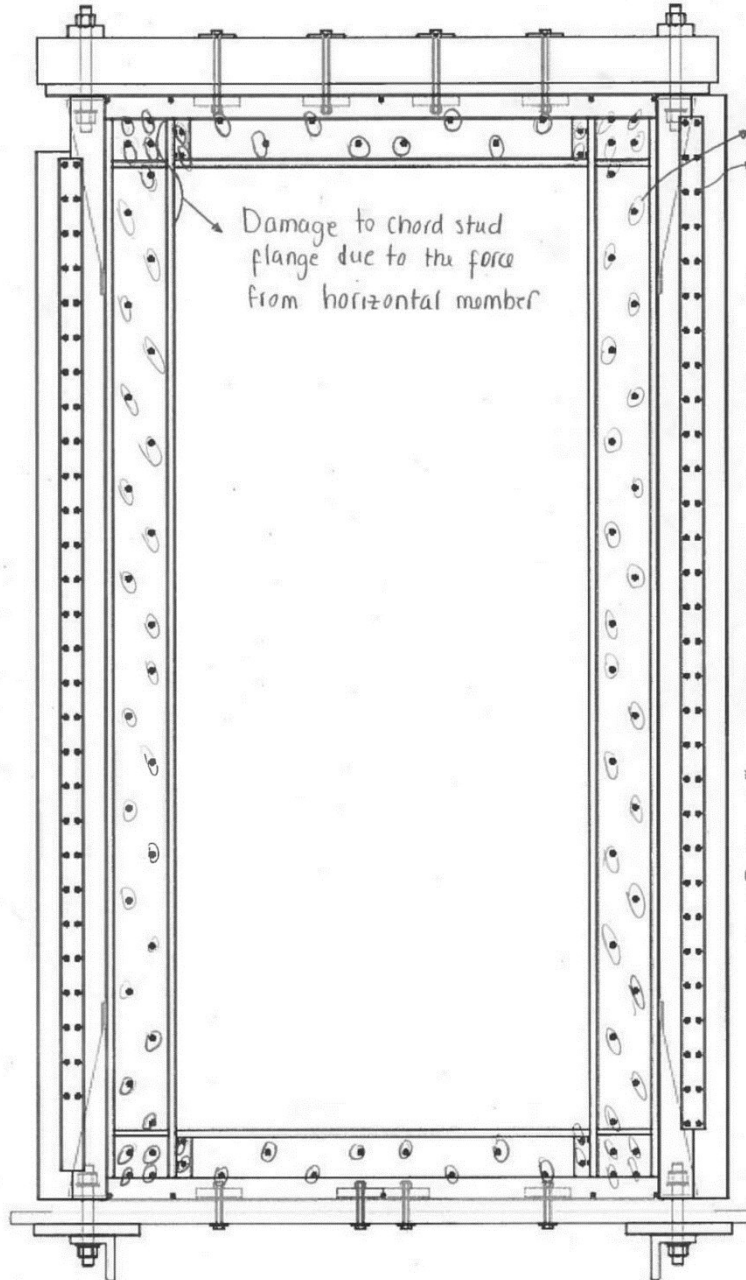 Damage to chord stud
flange due to the force
from horizontal member